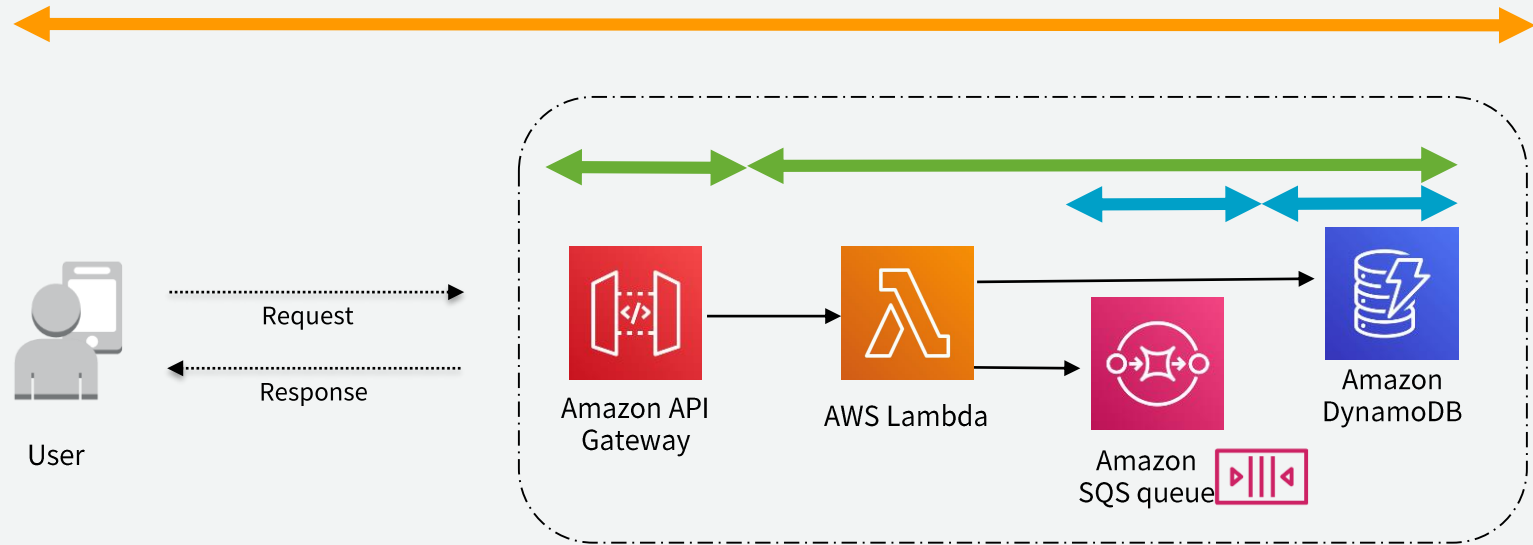 Request
Response
User
Amazon API
Gateway
</>
AWS Lambda
Amazon
SQS queue
Amazon
DynamoDB